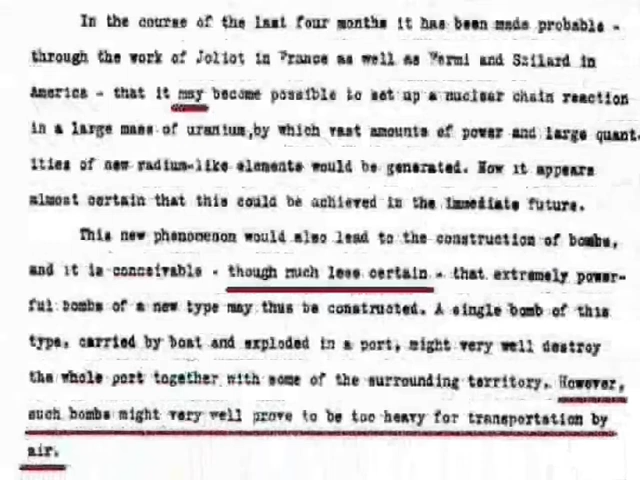 In the course of the last four months it has been made probable -
through the work of Joliot in France as well as Fermi and Szilard in
America - that it may become possible to set up a nuclear chain reaction
in a large mass of uranium,by which vast amounts of power and large quant-
ities of new radium-like elements would be generated. Now it appears
almost certain that this could be achieved in the immediate future.
This new phenomenon would also lead to the construction of bombs,
and it is conceivable - though much less certain - that extremely power-
ful bombs of a new type may thus be constructed. A single bomb of this
type, carried by boat and exploded in a port, might very well destroy
the whole port together with some of the surrounding territory. However,
such bombs might very well prove to be too heavy for transportation by
air.